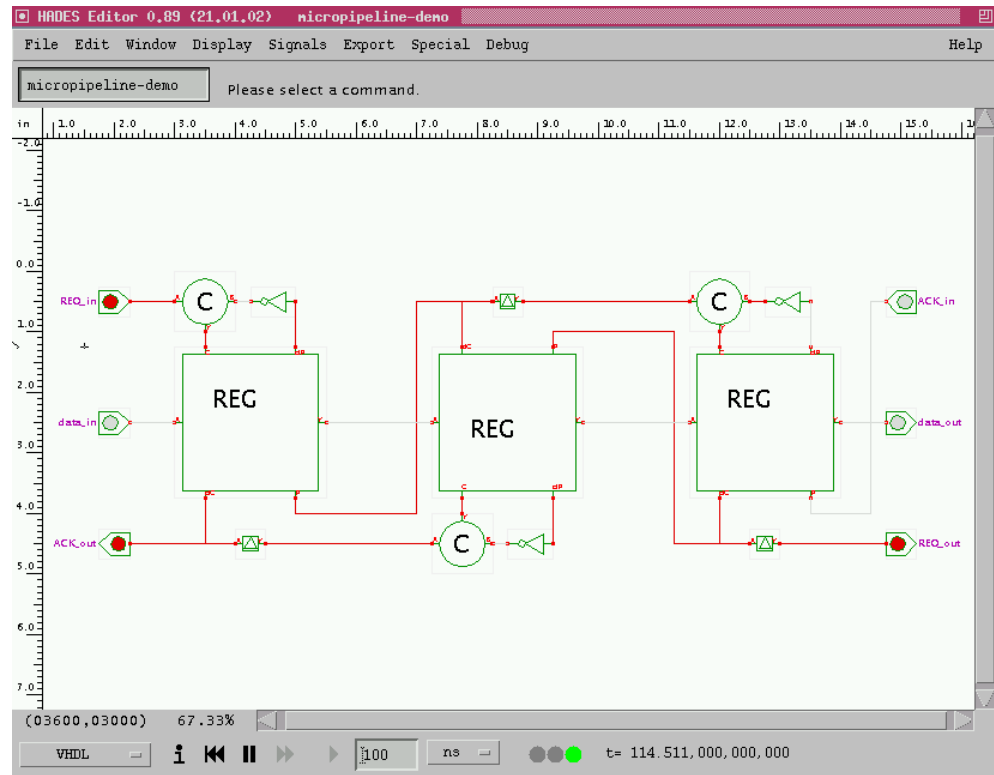 HADES Editor 0.89 (21.01.02) micropipeline-demo
File Edit Window Display Signals Export Special Debug Help
micropipeline-demo Please select a command.
in 1.0 2.0 3.0 4.0 5.0 6.0 7.0 8.0 9.0 10.0 11.0 12.0 13.0 14.0 15.0
-2.0
-1.0
0.0
REQ_in C C ACK_in
1.0
2.0
REG REG
data_in REG data_out
3.0
4.0
ACK_out C REQ_out
5.0
6.0
7.0
(03600,03000) 67.33%
VHDL i 100 ns t= 114.511,000,000,000